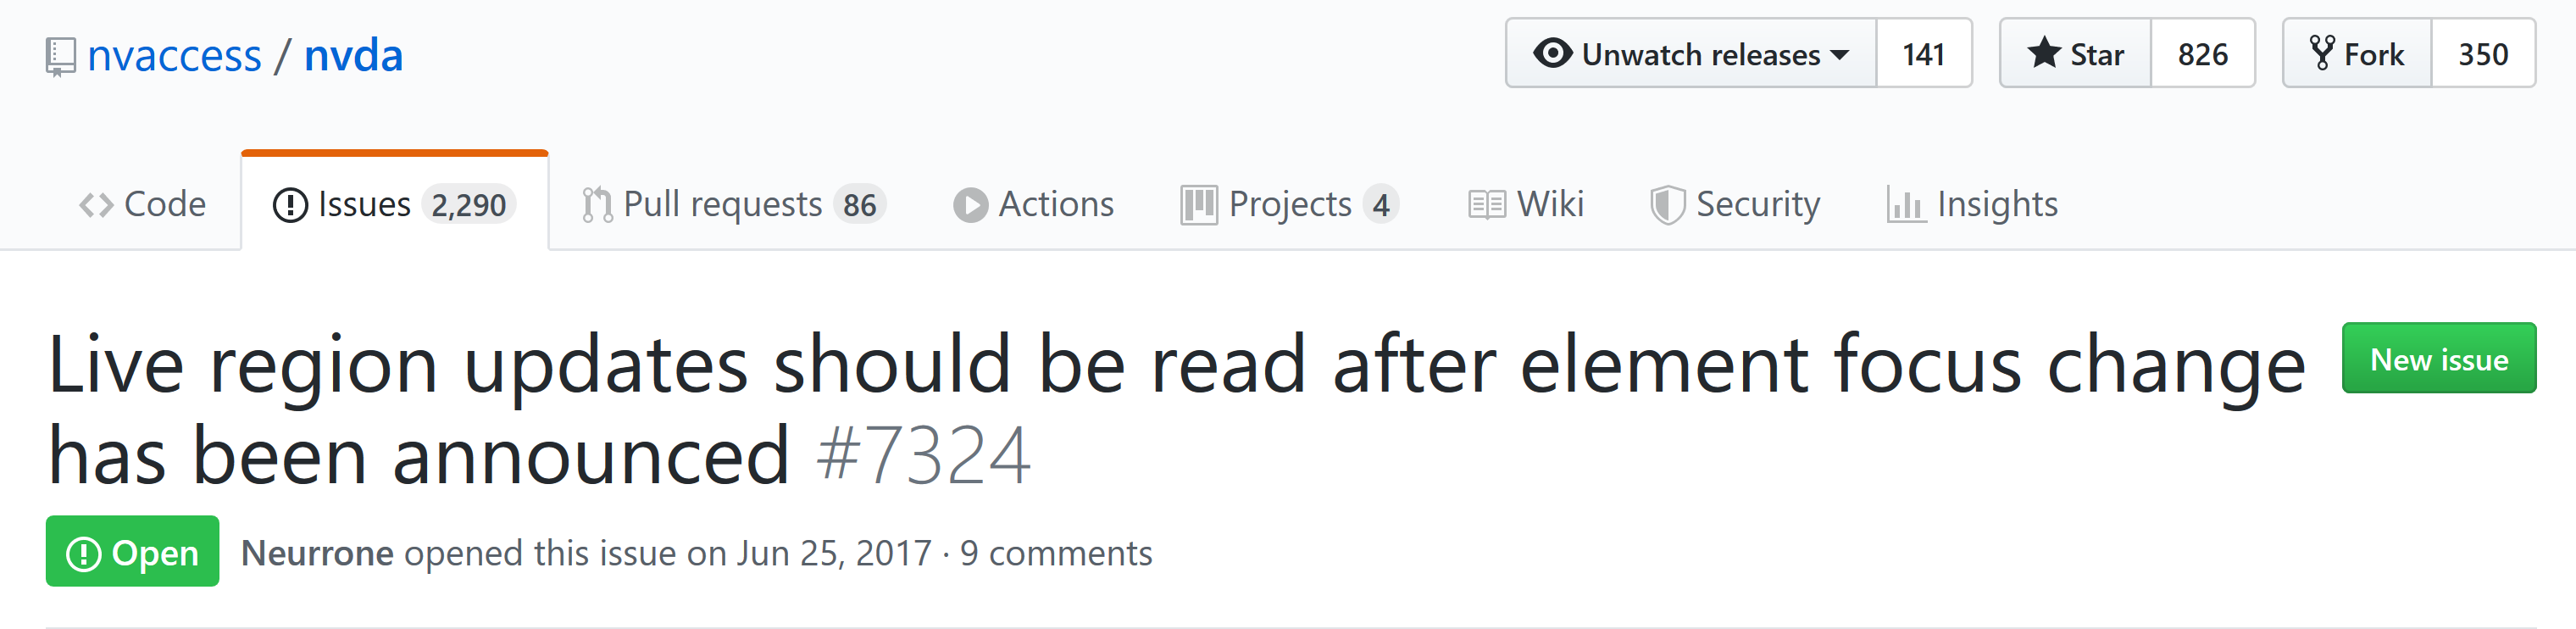 nvaccess / nvda
Unwatch releases 141 Star 826 Fork 350
Code Issues 2,290 Pull requests 86 Actions Projects 4 Wiki Security Insights
Live region updates should be read after element focus change
has been announced #7324
New issue
Open Neurrone opened this issue on Jun 25, 2017 · 9 comments